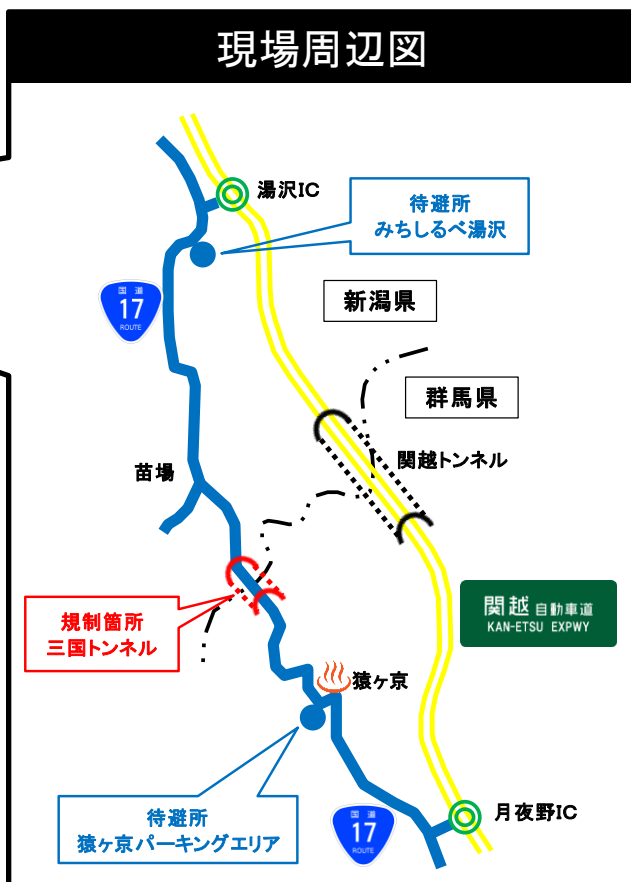 現場周辺図
湯沢IC
待避所
みちしるべ湯沢
国道
17
ROUTE
新潟県
群馬県
関越トンネル
苗場
関越自動車道
KAN-ETSU EXPWY
規制箇所
三国トンネル
猿ヶ京
待避所
猿ヶ京パーキングエリア
国道
17
ROUTE
月夜野IC